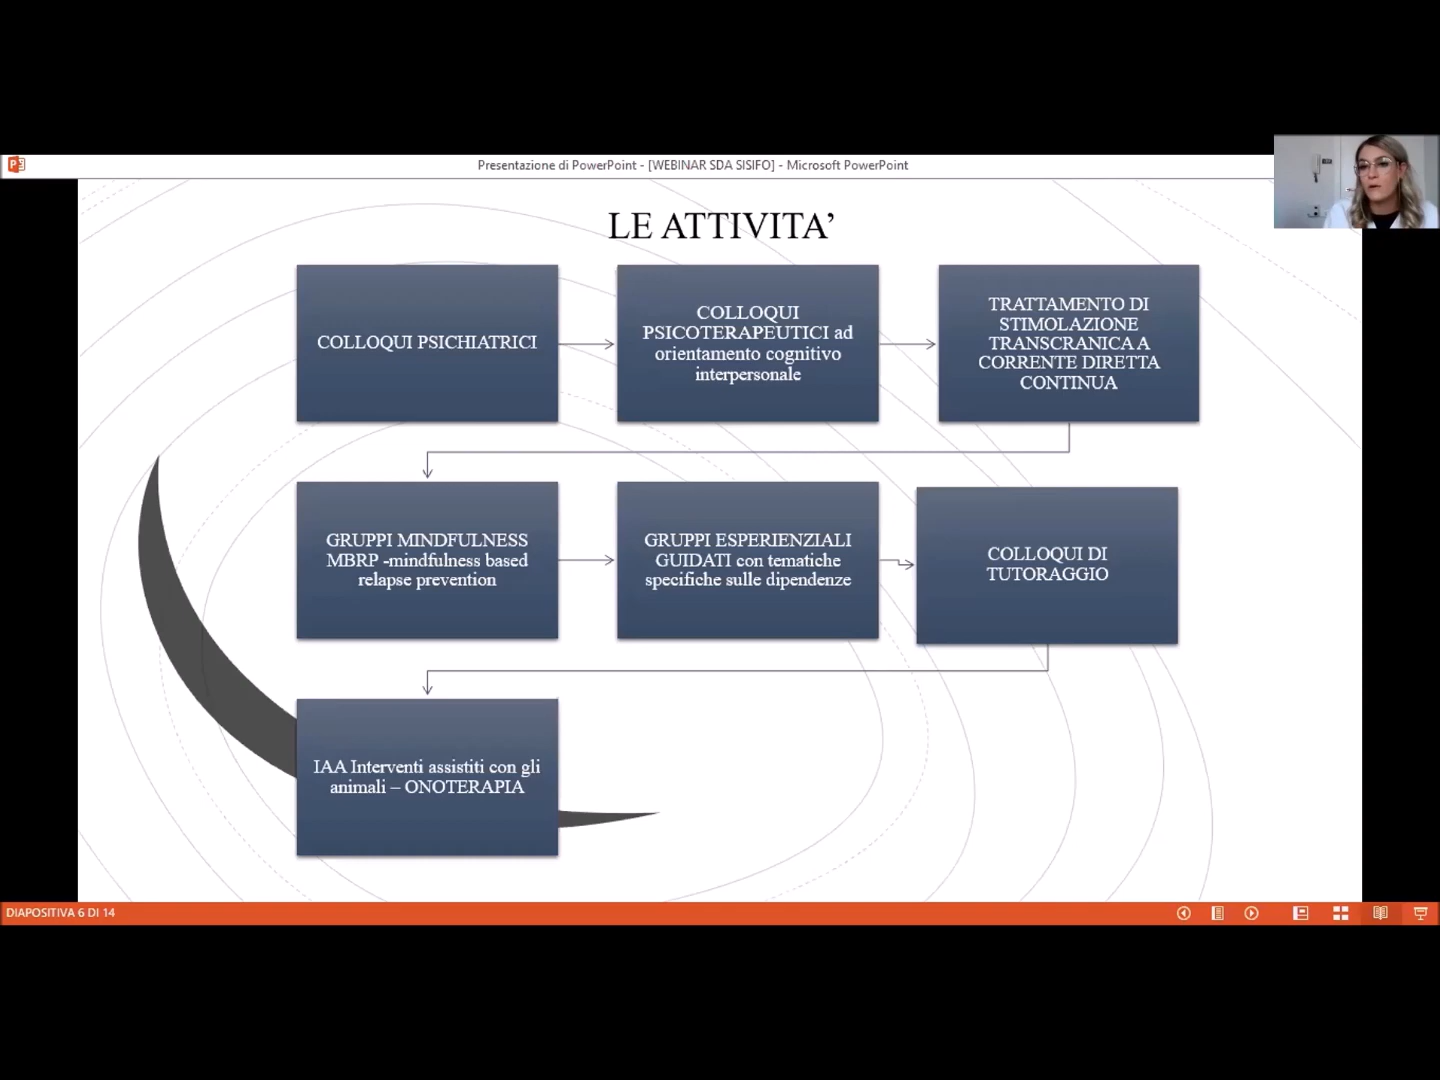 Presentazione di PowerPoint - [WEBINAR SDA SISIFO] - Microsoft PowerPoint
LE ATTIVITA’
COLLOQUI PSICHIATRICI
COLLOQUI
PSICOTERAPEUTICI ad
orientamento cognitivo
interpersonale
TRATTAMENTO DI
STIMOLAZIONE
TRANSCRANICA A
CORRENTE DIRETTA
CONTINUA
GRUPPI MINDFULNESS
MBRP -mindfulness based
relapse prevention
GRUPPI ESPERIENZIALI
GUIDATI con tematiche
specifiche sulle dipendenze
COLLOQUI DI
TUTORAGGIO
IAA Interventi assistiti con gli
animali – ONOTERAPIA
DIAPOSITIVA 6 DI 14